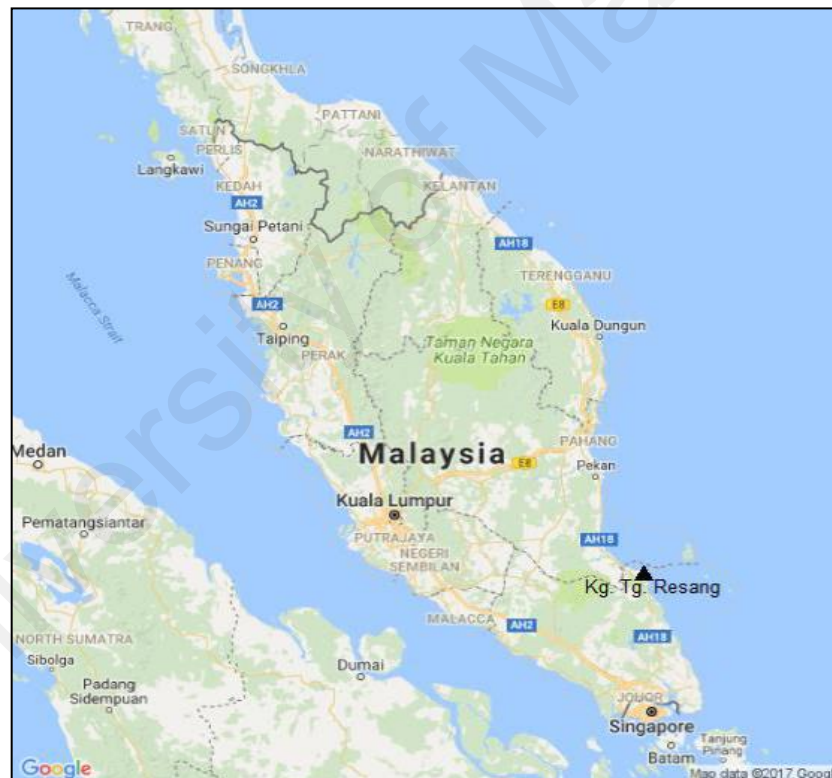 TRANG
SONGKHLA
PATTANI
SATUN
PERLIS
NARATHIWAT
Langkawi
KEDAH
KELANTAN
AH2
Sungai Petani
AH18
PENANG
TERENGGANU
Malacca Strait
AH2
E8
Taiping
Kuala Dungun
Taman Negara
Kuala Tahan
PERAK
AH2
PAHANG
Medan
Malaysia
E8
Pekan
Kuala Lumpur
Pematangsiantar
PUTRAJAYA
AH18
NEGERI
SEMBILAN
Kg. Tg. Resang
MALACCA
AH2
NORTH SUMATRA
AH18
Sibolga
Dumai
Padang
Sidempuan
JOHOR
Singapore
Tanjung
Pinang
Batam
Google
Map data ©2017 Goog
University of Ma